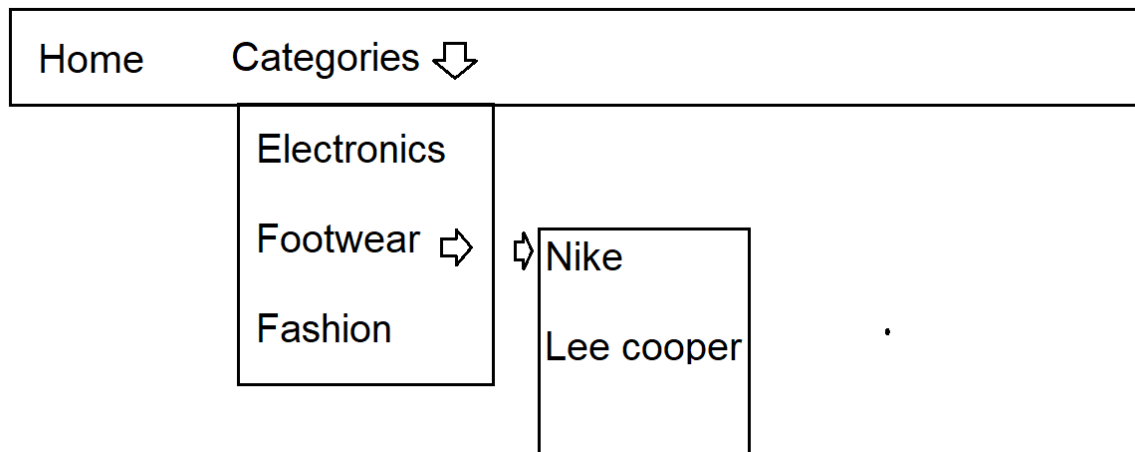 Home Categories
Electronics
Footwear
Nike
Fashion
Lee cooper